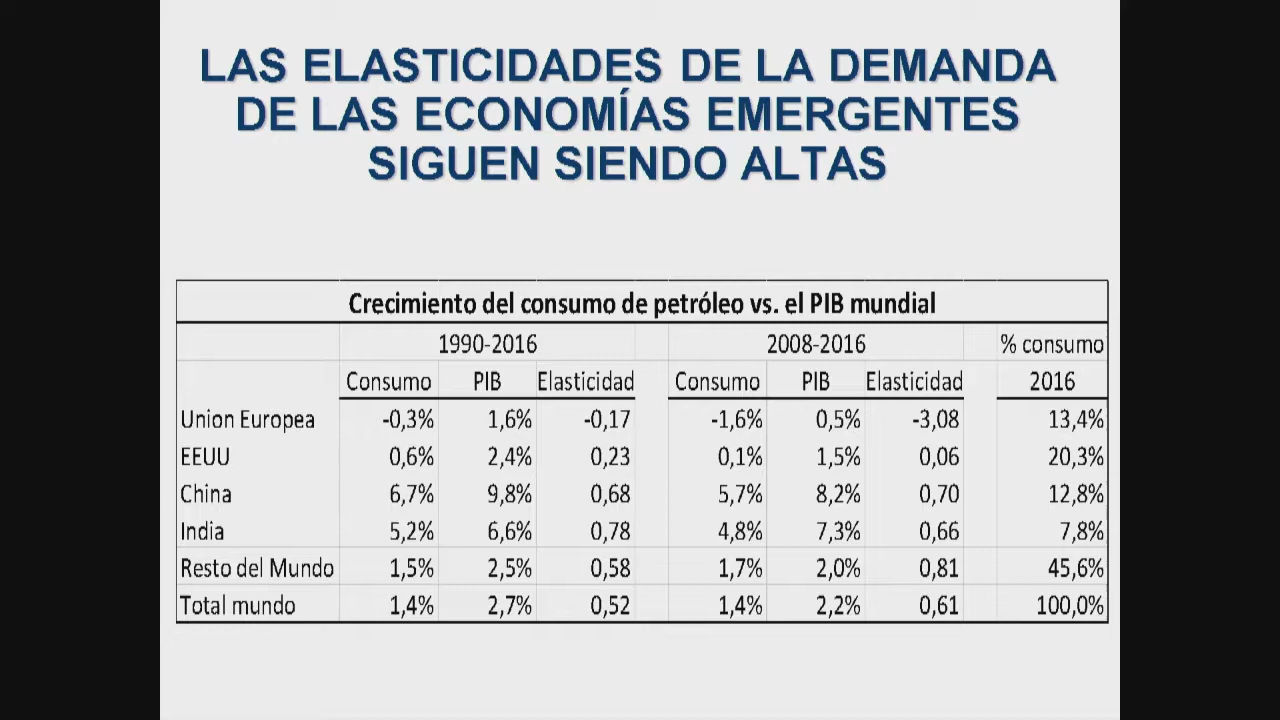 LAS ELASTICIDADES DE LA DEMANDA
DE LAS ECONOMÍAS EMERGENTES
SIGUEN SIENDO ALTAS
Crecimiento del consumo de petróleo vs. el PIB mundial
1990-2016 2008-2016 % consumo
Consumo PIB Elasticidad Consumo PIB Elasticidad 2016
Union Europea -0,3% 1,6% -0,17 -1,6% 0,5% -3,08 13,4%
EEUU 0,6% 2,4% 0,23 0,1% 1,5% 0,06 20,3%
China 6,7% 9,8% 0,68 5,7% 8,2% 0,70 12,8%
India 5,2% 6,6% 0,78 4,8% 7,3% 0,66 7,8%
Resto del Mundo 1,5% 2,5% 0,58 1,7% 2,0% 0,81 45,6%
Total mundo 1,4% 2,7% 0,52 1,4% 2,2% 0,61 100,0%